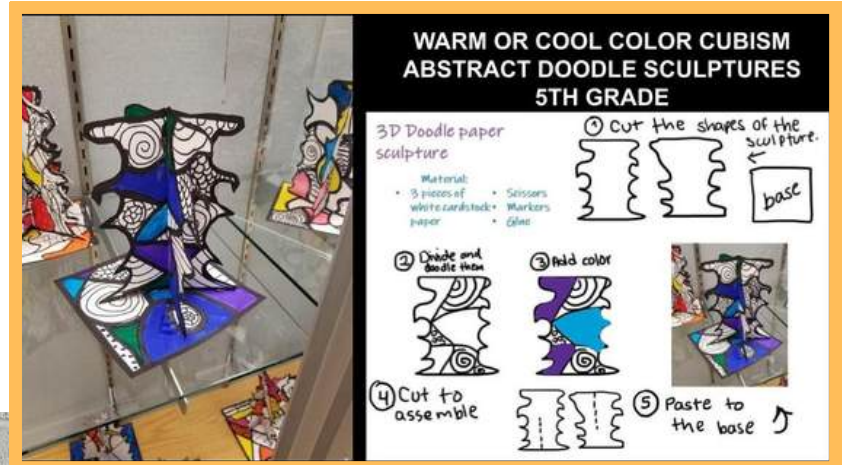 WARM OR COOL COLOR CUBISM
ABSTRACT DOODLE SCULPTURES
5TH GRADE
3D Doodle paper
sculpture
Material:
• 3 pieces of
white cardstock
paper
• Scissors
• Markers
• Glue
① Cut the shapes of the
sculpture.
base
② Divide and
doodle them
③ Add color
④ Cut to
assemble
⑤ Paste to
the base